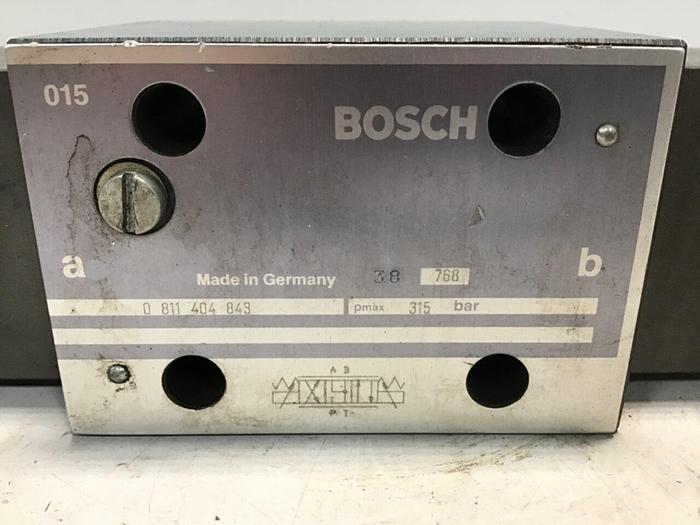 015
BOSCH
a
b
Made in Germany 38 768
0 811 404 843 pmax 315 bar
A B
P T